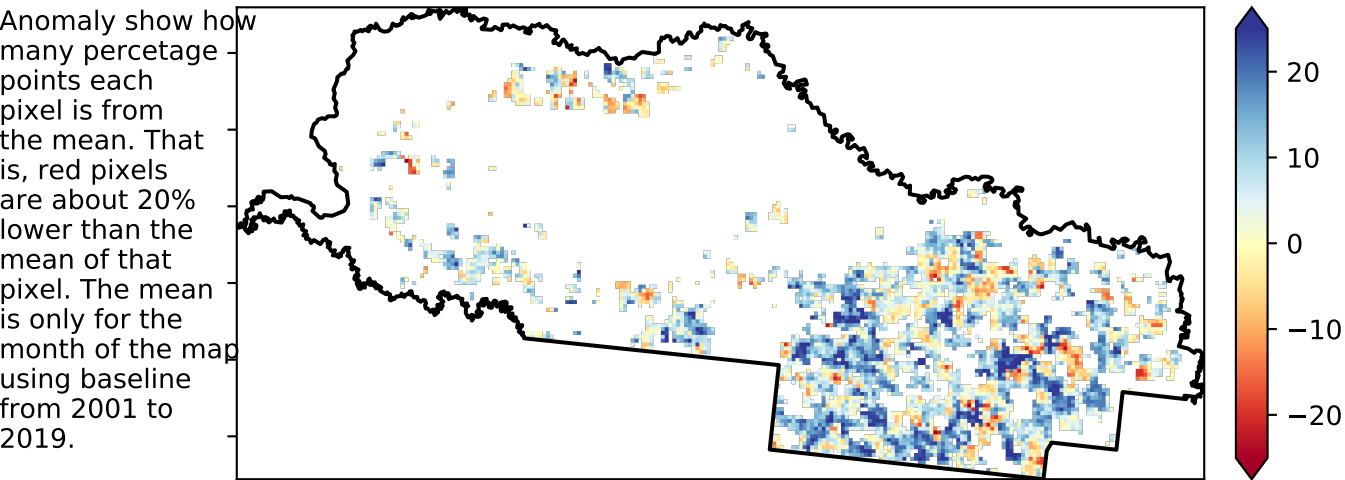 Anomaly show how
many percetage
points each
pixel is from
the mean. That
is, red pixels
are about 20%
lower than the
mean of that
pixel. The mean
is only for the
month of the map
using baseline
from 2001 to
2019.
20
10
0
−10
−20